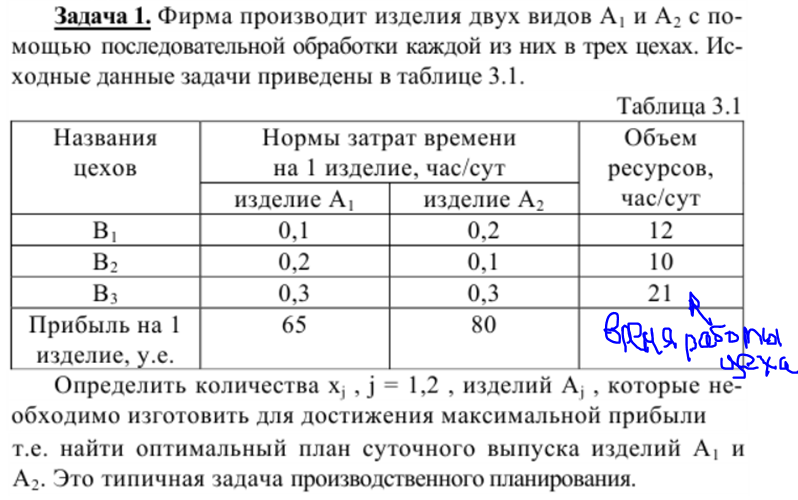 Задача 1. Фирма производит изделия двух видов A₁ и A₂ с по-
мощью последовательной обработки каждой из них в трех цехах. Ис-
ходные данные задачи приведены в таблице 3.1.
Таблица 3.1
Названия цехов Нормы затрат времени на 1 изделие, час/сут Объем ресурсов, час/сут
изделие A₁ изделие A₂
B₁ 0,1 0,2 12
B₂ 0,2 0,1 10
B₃ 0,3 0,3 21
Прибыль на 1 изделие, у.е. 65 80
время работы
цеха
Определить количества xⱼ , j = 1,2 , изделий Aⱼ , которые не-
обходимо изготовить для достижения максимальной прибыли
т.е. найти оптимальный план суточного выпуска изделий A₁ и
A₂. Это типичная задача производственного планирования.